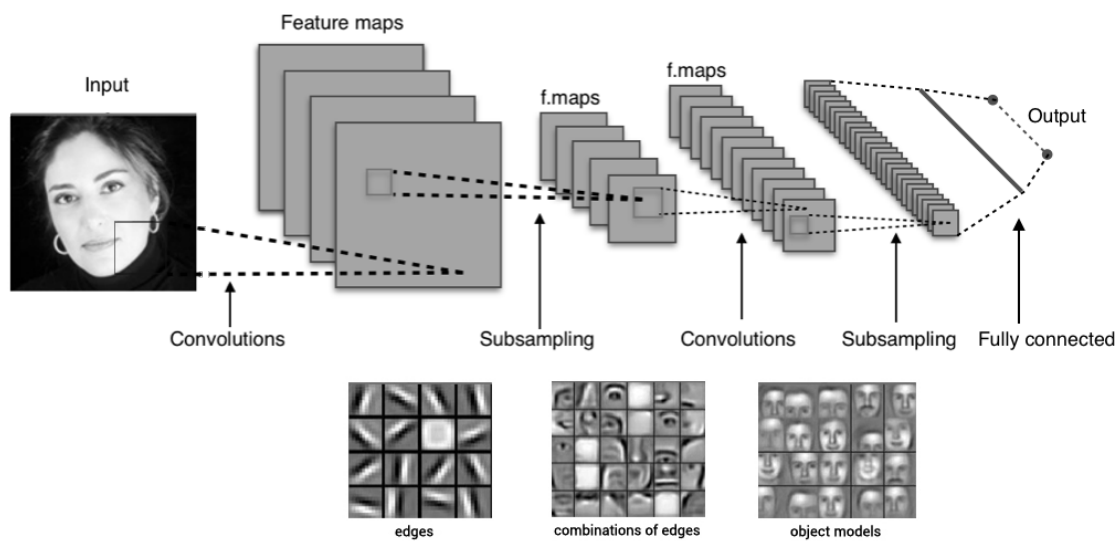 Feature maps
f.maps
Input
f.maps
Output
Convolutions
Subsampling
Convolutions
Subsampling
Fully connected
edges
combinations of edges
object models